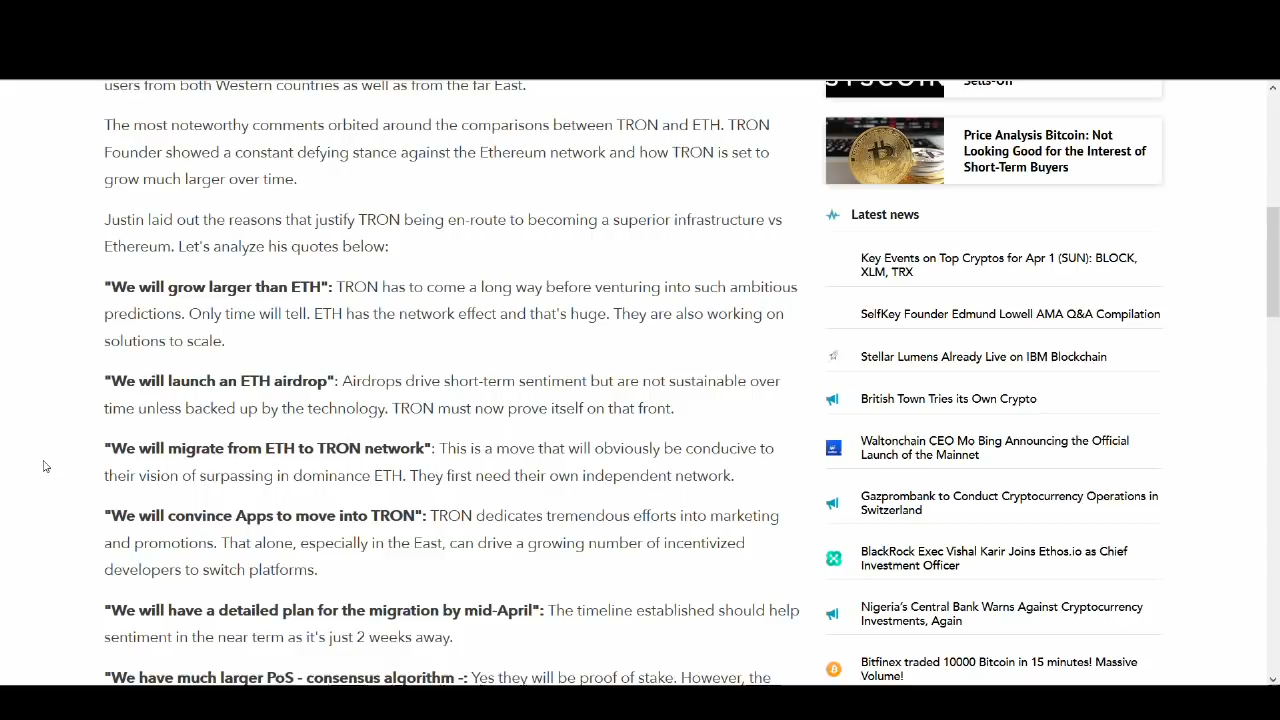 users from both Western countries as well as from the far East.
The most noteworthy comments orbited around the comparisons between TRON and ETH. TRON
Founder showed a constant defying stance against the Ethereum network and how TRON is set to
grow much larger over time.
Justin laid out the reasons that justify TRON being en-route to becoming a superior infrastructure vs
Ethereum. Let's analyze his quotes below:
"We will grow larger than ETH": TRON has to come a long way before venturing into such ambitious
predictions. Only time will tell. ETH has the network effect and that's huge. They are also working on
solutions to scale.
"We will launch an ETH airdrop": Airdrops drive short-term sentiment but are not sustainable over
time unless backed up by the technology. TRON must now prove itself on that front.
"We will migrate from ETH to TRON network": This is a move that will obviously be conducive to
their vision of surpassing in dominance ETH. They first need their own independent network.
"We will convince Apps to move into TRON": TRON dedicates tremendous efforts into marketing
and promotions. That alone, especially in the East, can drive a growing number of incentivized
developers to switch platforms.
"We will have a detailed plan for the migration by mid-April": The timeline established should help
sentiment in the near term as it's just 2 weeks away.
"We have much larger PoS - consensus algorithm -: Yes they will be proof of stake. However, the
Sells-Off
Price Analysis Bitcoin: Not
Looking Good for the Interest of
Short-Term Buyers
Latest news
Key Events on Top Cryptos for Apr 1 (SUN): BLOCK,
XLM, TRX
SelfKey Founder Edmund Lowell AMA Q&A Compilation
Stellar Lumens Already Live on IBM Blockchain
British Town Tries its Own Crypto
Waltonchain CEO Mo Bing Announcing the Official
Launch of the Mainnet
Gazprombank to Conduct Cryptocurrency Operations in
Switzerland
BlackRock Exec Vishal Karir Joins Ethos.io as Chief
Investment Officer
Nigeria's Central Bank Warns Against Cryptocurrency
Investments, Again
Bitfinex traded 10000 Bitcoin in 15 minutes! Massive
Volume!